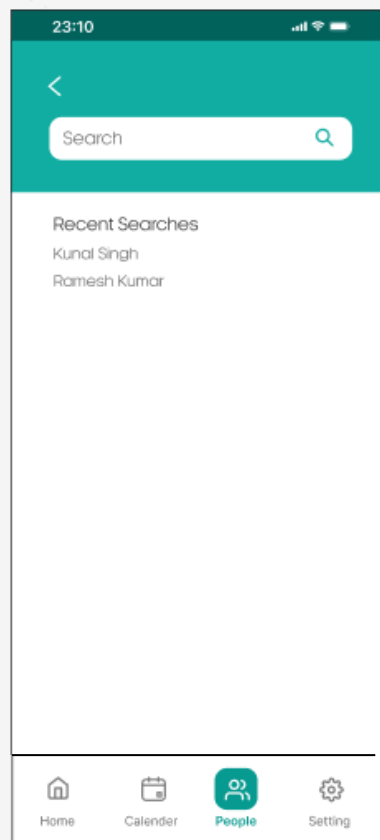 23:10
Search
Recent Searches
Kunal Singh
Ramesh Kumar
Home Calender People Setting